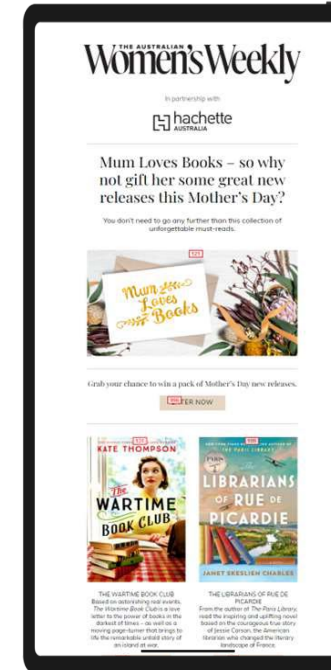 THE AUSTRALIAN
Women's Weekly
In partnership with
hachette
AUSTRALIA
Mum Loves Books – so why
not gift her some great new
releases this Mother's Day?
You don't need to go any further than this collection of
unforgettable must-reads.
Mum
Loves
Books
Grab your chance to win a pack of Mother's Day new releases.
TER NOW
KATE THOMPSON
The
WARTIME
BOOK CLUB
THE PARIS LIBRARY
THE
LIBRARIANS
OF RUE DE
PICARDIE
JANET SKESLIEN CHARLES
THE WARTIME BOOK CLUB
Based on astonishing real events,
The Wartime Book Club is a love
letter to the power of books in the
darkest of times – as well as a
moving page-turner that brings to
life the remarkable untold story of
an island at war.
THE LIBRARIANS OF RUE DE
PICARDIE
From the author of The Paris Library,
read the inspiring and uplifting novel
based on the courageous true story
of Jessie Carson, the American
librarian who changed the literary
landscape of France.